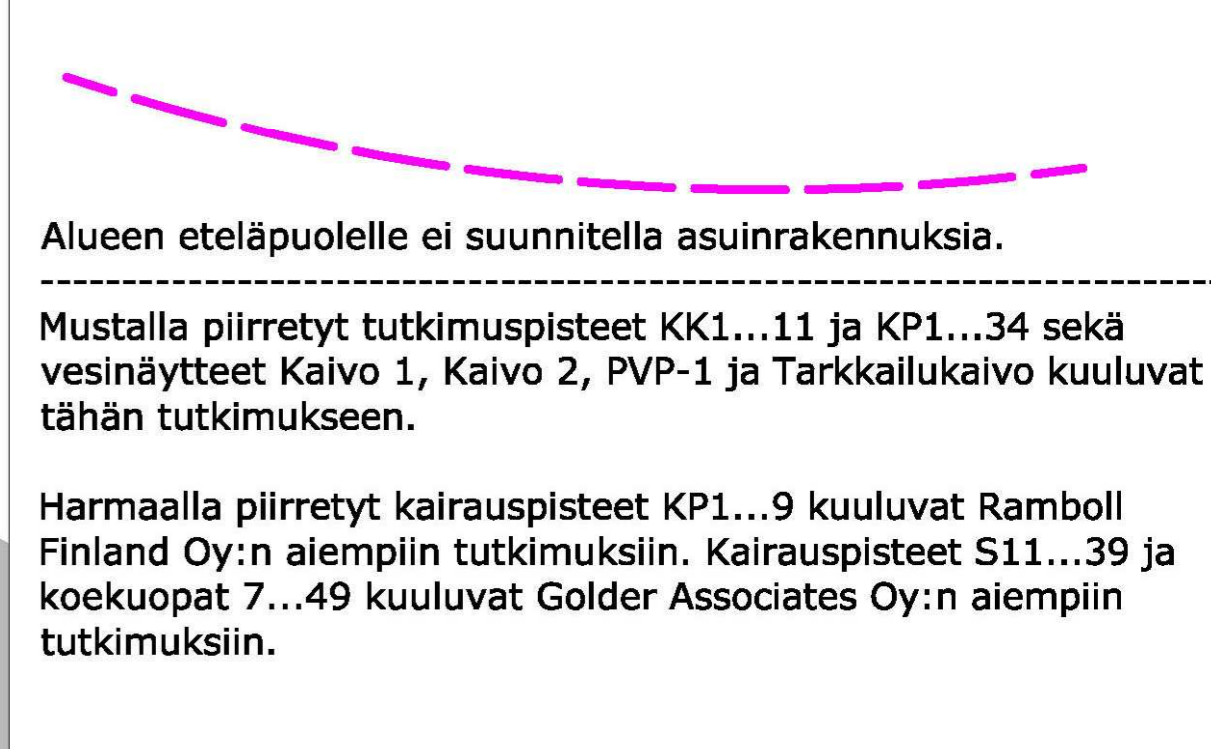 Alueen eteläpuolelle ei suunnitella asuinrakennuksia.
Mustalla piirretyt tutkimuspisteet KK1...11 ja KP1...34 sekä
vesinäytteet Kaivo 1, Kaivo 2, PVP-1 ja Tarkkailukaivo kuuluvat
tähän tutkimukseen.
Harmaalla piirretyt kairauspisteet KP1...9 kuuluvat Ramboll
Finland Oy:n aiempiin tutkimuksiin. Kairauspisteet S11...39 ja
koekuopat 7...49 kuuluvat Golder Associates Oy:n aiempiin
tutkimuksiin.